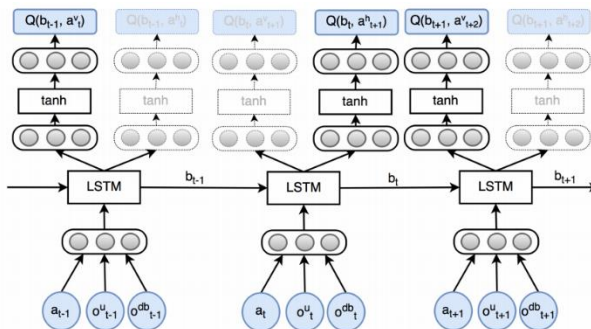 Q(b_{t-1}, a^v_t) Q(b_{t-1}, a^h_t) Q(b_t, a^v_{t+1}) Q(b_t, a^h_{t+1}) Q(b_{t+1}, a^v_{t+2}) Q(b_{t+1}, a^h_{t+2})
tanh tanh tanh tanh tanh tanh
LSTM b_{t-1} LSTM b_t LSTM b_{t+1}
a_{t-1} o^u_{t-1} o^{db}_{t-1} a_t o^u_t o^{db}_t a_{t+1} o^u_{t+1} o^{db}_{t+1}